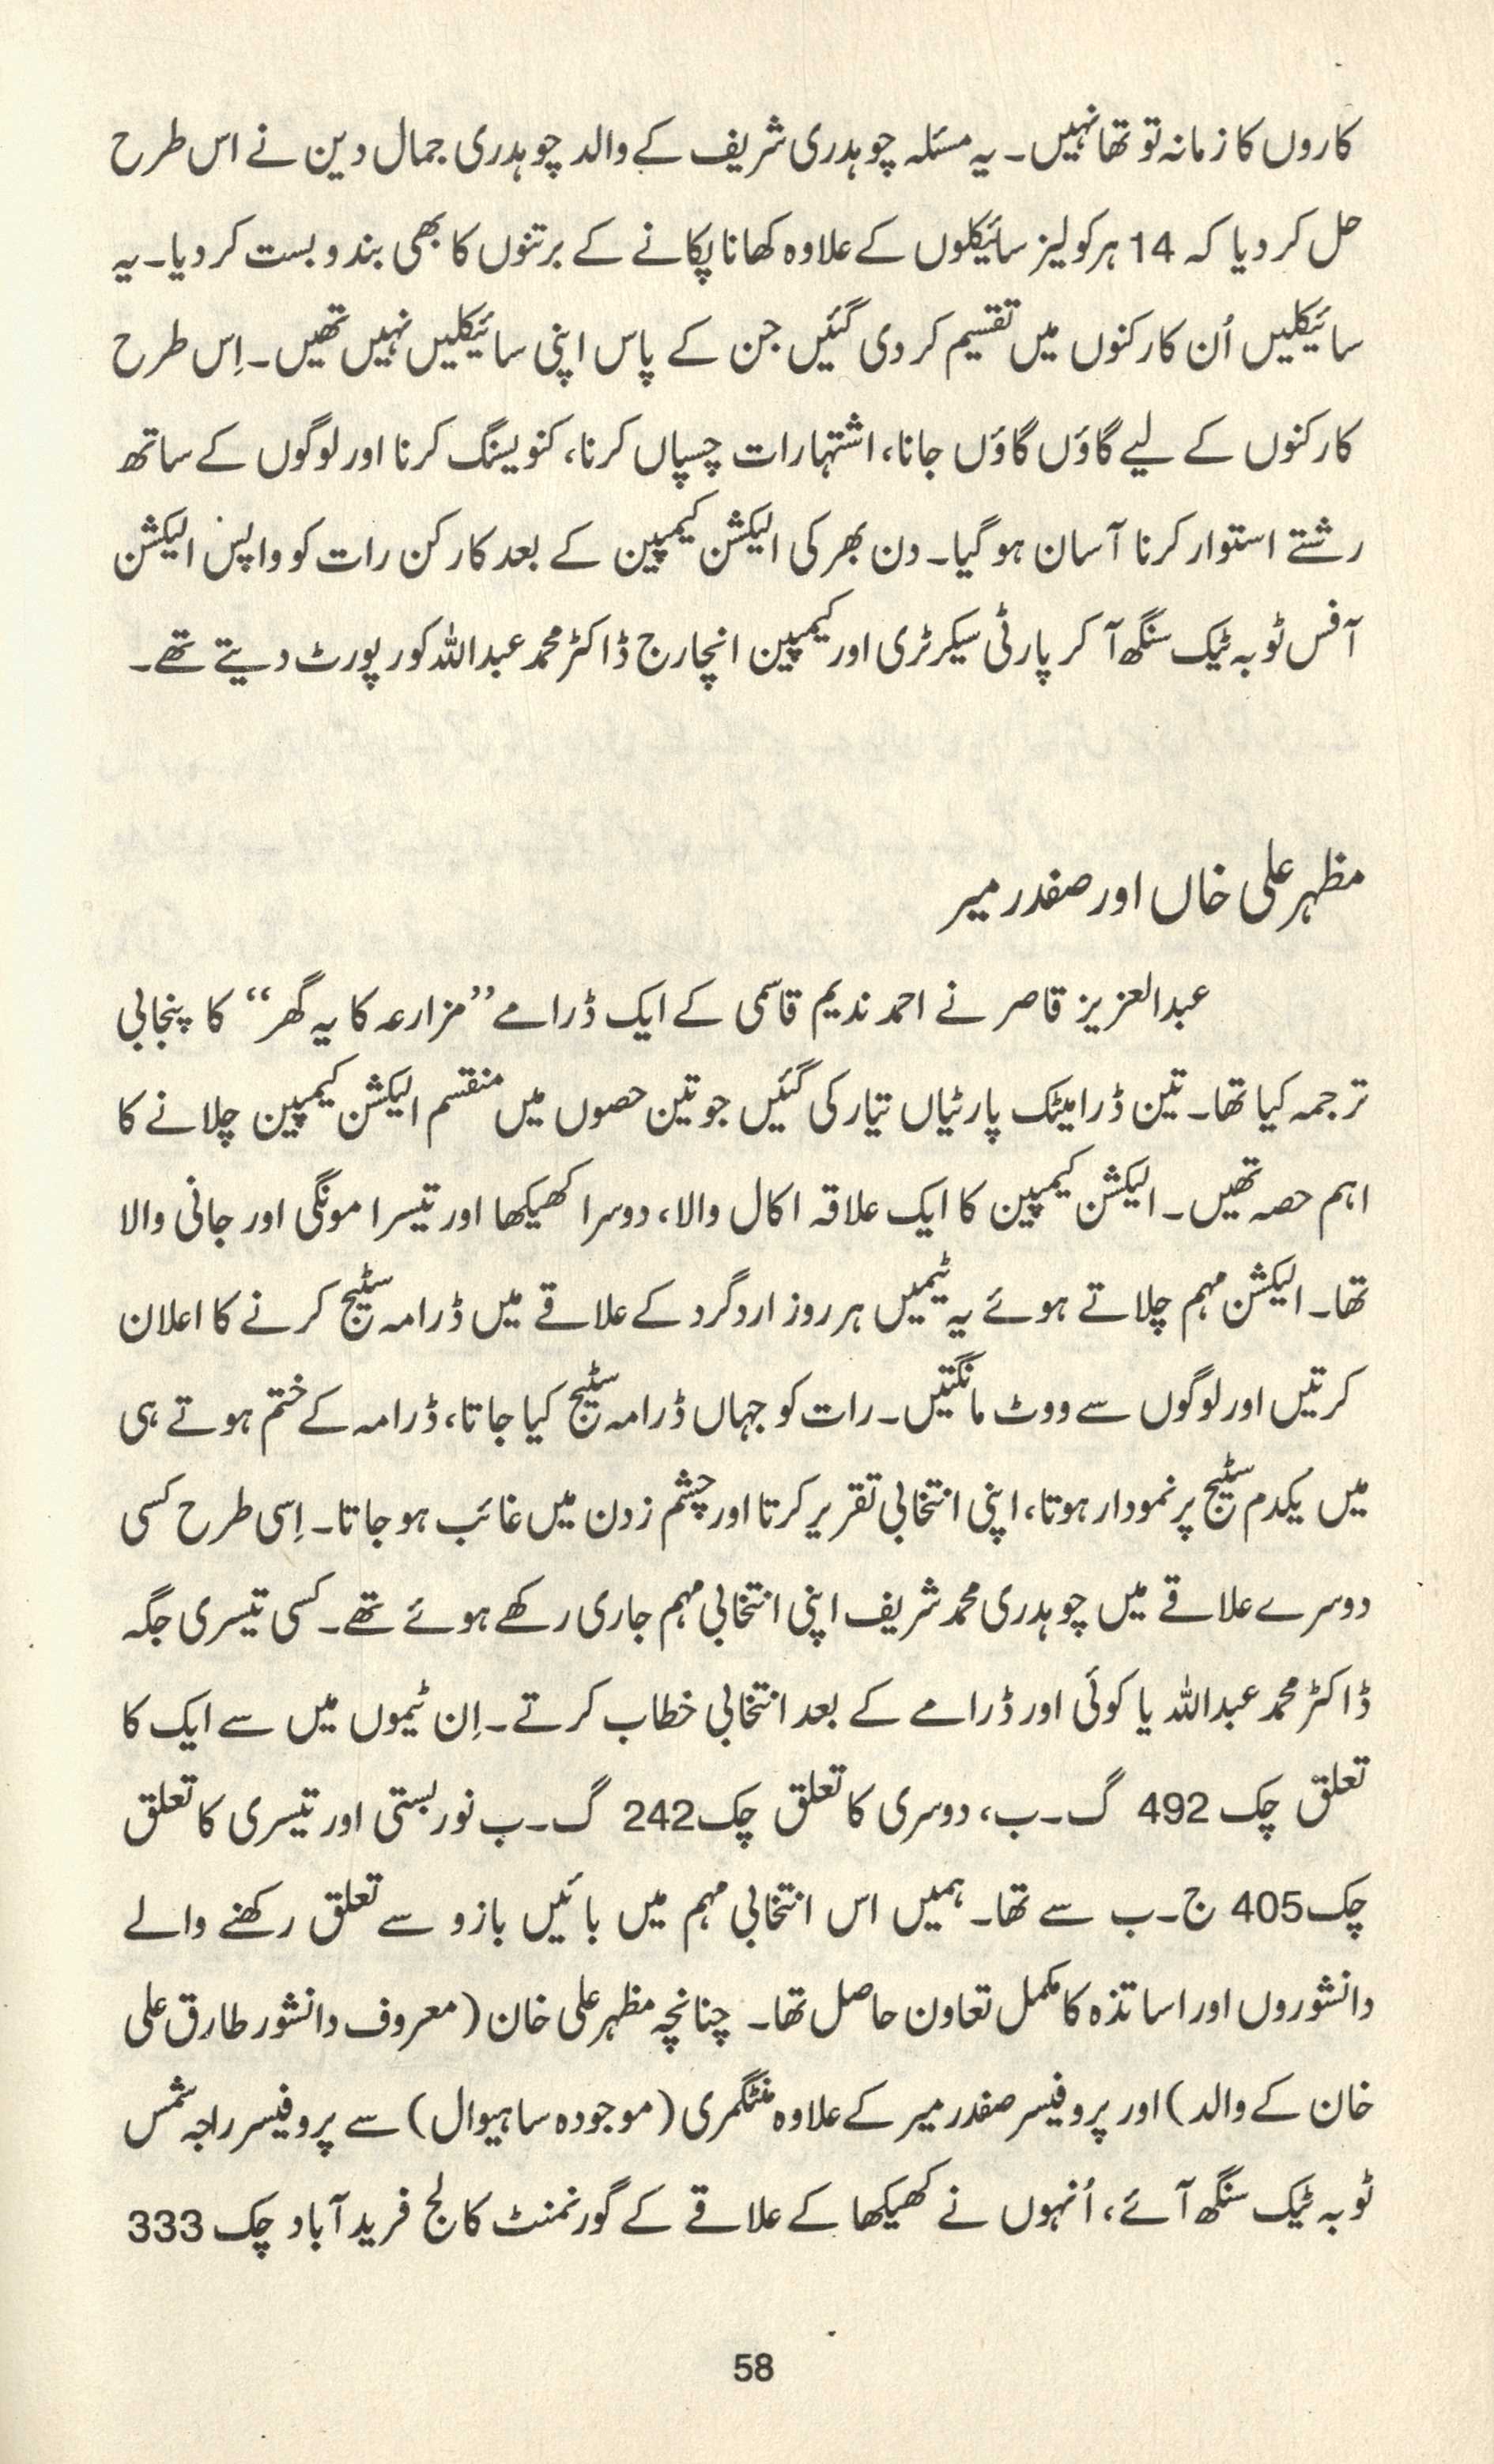 کاروں کا زمانہ تو تھا نہیں۔ یہ مسئلہ چوہدری شریف کے والد چوہدری جمال دین نے اس طرح
حل کر دیا کہ 14 ہرکولیز سائیکلوں کے علاوہ کھانا پکانے کے برتنوں کا بھی بندوبست کر دیا۔ یہ
سائیکلیں اُن کارکنوں میں تقسیم کر دی گئیں جن کے پاس اپنی سائیکلیں نہیں تھیں۔ اِس طرح
کارکنوں کے لیے گاؤں گاؤں جانا، اشتہارات چسپاں کرنا، کنویسنگ کرنا اور لوگوں کے ساتھ
رشتے استوار کرنا آسان ہو گیا۔ دن بھر کی الیکشن کیمپین کے بعد کارکن رات کو واپس الیکشن
آفس ٹوبہ ٹیک سنگھ آ کر پارٹی سیکرٹری اور کیمپین انچارج ڈاکٹر محمد عبداللہ کو رپورٹ دیتے تھے۔
مظہر علی خاں اور صفدر میر
عبدالعزیز قاصر نے احمد ندیم قاسمی کے ایک ڈرامے ”مزارعہ کا یہ گھر“ کا پنجابی
ترجمہ کیا تھا۔ تین ڈرامیٹک پارٹیاں تیار کی گئیں جو تین حصوں میں منقسم الیکشن کیمپین چلانے کا
اہم حصہ تھیں۔ الیکشن کیمپین کا ایک علاقہ اکال والا، دوسرا کھیکھا اور تیسرا مونگی اور جانی والا
تھا۔ الیکشن مہم چلاتے ہوئے یہ ٹیمیں ہر روز اردگرد کے علاقے میں ڈرامہ سٹیج کرنے کا اعلان
کرتیں اور لوگوں سے ووٹ مانگتیں۔ رات کو جہاں ڈرامہ سٹیج کیا جاتا، ڈرامہ کے ختم ہوتے ہی
میں یکدم سٹیج پر نمودار ہوتا، اپنی انتخابی تقریر کرتا اور چشم زدن میں غائب ہو جاتا۔ اِسی طرح کسی
دوسرے علاقے میں چوہدری محمد شریف اپنی انتخابی مہم جاری رکھے ہوئے تھے۔ کسی تیسری جگہ
ڈاکٹر محمد عبداللہ یا کوئی اور ڈرامے کے بعد انتخابی خطاب کرتے۔ اِن ٹیموں میں سے ایک کا
تعلق چک 492 گ۔ب، دوسری کا تعلق چک 242 گ۔ب نور بستی اور تیسری کا تعلق
چک 405 ج۔ب سے تھا۔ ہمیں اس انتخابی مہم میں بائیں بازو سے تعلق رکھنے والے
دانشوروں اور اساتذہ کا مکمل تعاون حاصل تھا۔ چنانچہ مظہر علی خان (معروف دانشور طارق علی
خان کے والد) اور پروفیسر صفدر میر کے علاوہ منٹگمری (موجودہ ساہیوال) سے پروفیسر راجہ شمس
ٹوبہ ٹیک سنگھ آئے، اُنہوں نے کھیکھا کے علاقے کے گورنمنٹ کالج فرید آباد چک 333
58